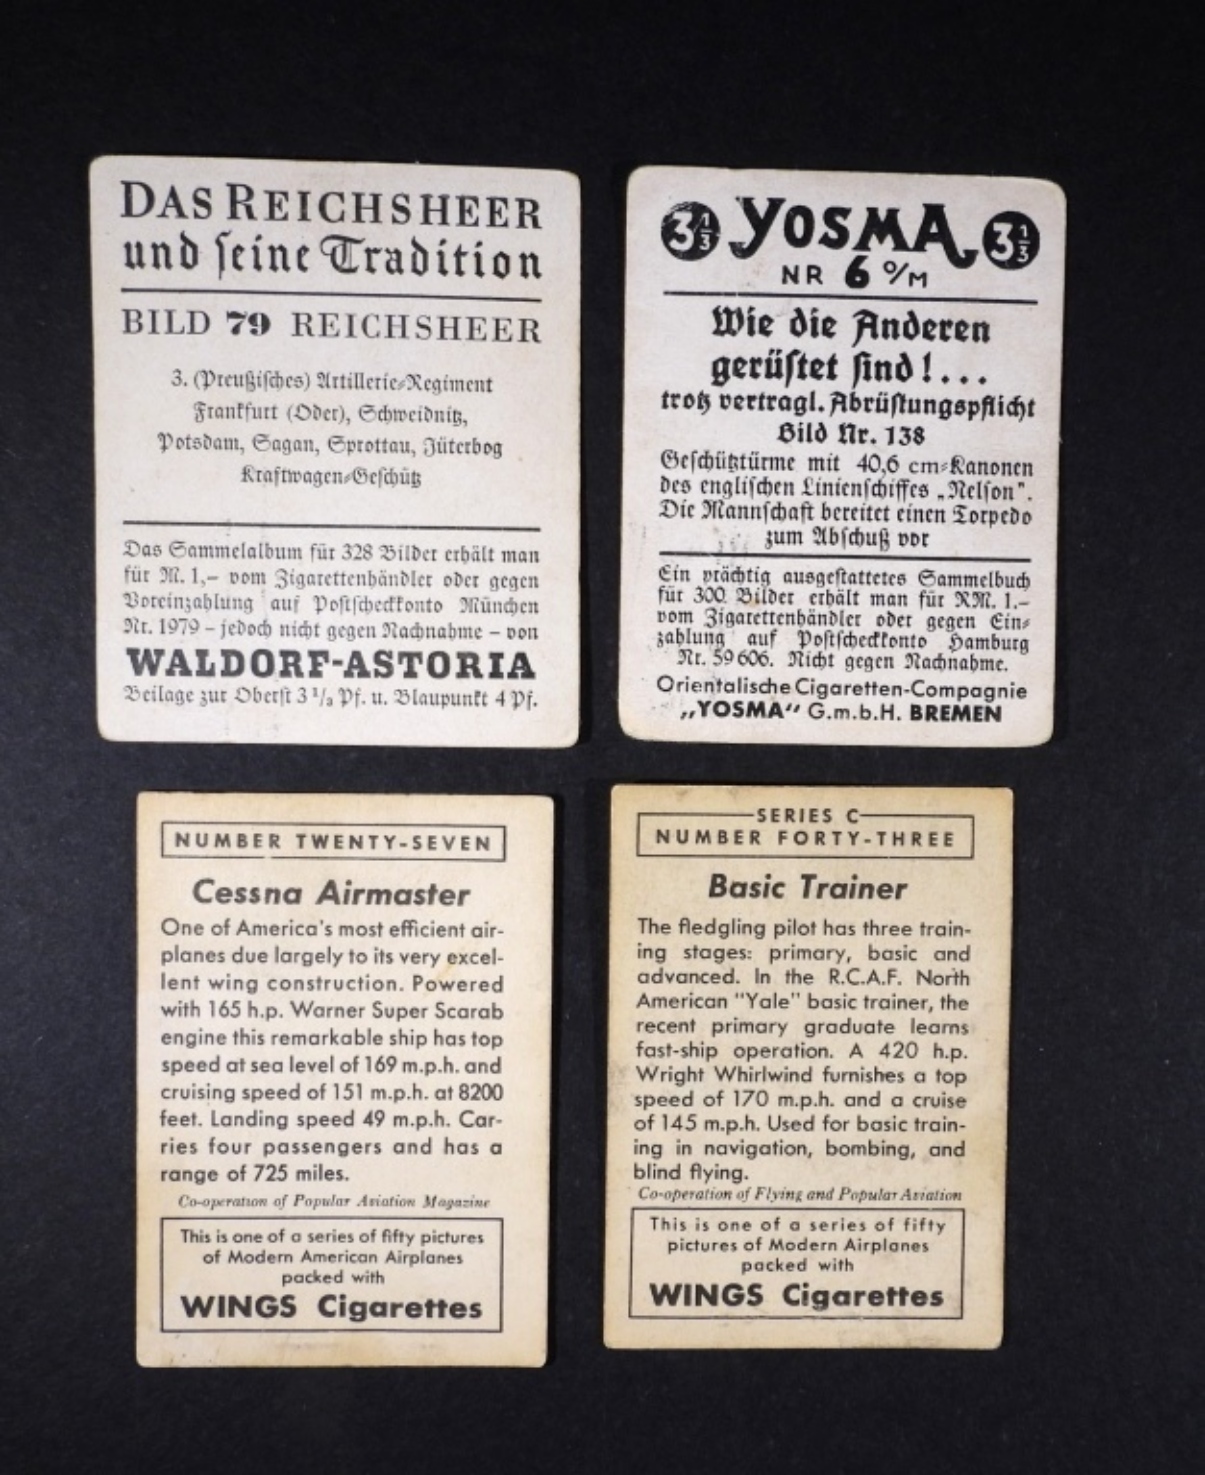 DAS REICHSHEER
und seine Tradition
BILD 79 REICHSHEER
3. (Preußisches) Artillerie-Regiment
Frankfurt (Oder), Schweidnitz,
Potsdam, Sagan, Sprottau, Jüterbog
Kraftwagen-Geschütz
Das Sammelalbum für 328 Bilder erhält man
für M. 1,– vom Zigarettenhändler oder gegen
Voreinzahlung auf Postscheckkonto München
Nr. 1979 – jedoch nicht gegen Nachnahme – von
WALDORF-ASTORIA
Beilage zur Oberst 3 1/3 Pf. u. Blaupunkt 4 Pf.
3 1/3 YOSMA 3 1/3
NR 6 O/M
Wie die Anderen
gerüstet sind!...
trotz vertragl. Abrüstungspflicht
Bild Nr. 138
Geschütztürme mit 40,6 cm-Kanonen
des englischen Linienschiffes „Nelson".
Die Mannschaft bereitet einen Torpedo
zum Abschuß vor
Ein prächtig ausgestattetes Sammelbuch
für 300 Bilder erhält man für RM. 1.–
vom Zigarettenhändler oder gegen Ein-
zahlung auf Postscheckkonto Hamburg
Nr. 59606. Nicht gegen Nachnahme.
Orientalische Cigaretten-Compagnie
„YOSMA" G.m.b.H. BREMEN
NUMBER TWENTY-SEVEN
Cessna Airmaster
One of America's most efficient air-
planes due largely to its very excel-
lent wing construction. Powered
with 165 h.p. Warner Super Scarab
engine this remarkable ship has top
speed at sea level of 169 m.p.h. and
cruising speed of 151 m.p.h. at 8200
feet. Landing speed 49 m.p.h. Car-
ries four passengers and has a
range of 725 miles.
Co-operation of Popular Aviation Magazine
This is one of a series of fifty pictures
of Modern American Airplanes
packed with
WINGS Cigarettes
SERIES C
NUMBER FORTY-THREE
Basic Trainer
The fledgling pilot has three train-
ing stages: primary, basic and
advanced. In the R.C.A.F. North
American "Yale" basic trainer, the
recent primary graduate learns
fast-ship operation. A 420 h.p.
Wright Whirlwind furnishes a top
speed of 170 m.p.h. and a cruise
of 145 m.p.h. Used for basic train-
ing in navigation, bombing, and
blind flying.
Co-operation of Flying and Popular Aviation
This is one of a series of fifty
pictures of Modern Airplanes
packed with
WINGS Cigarettes